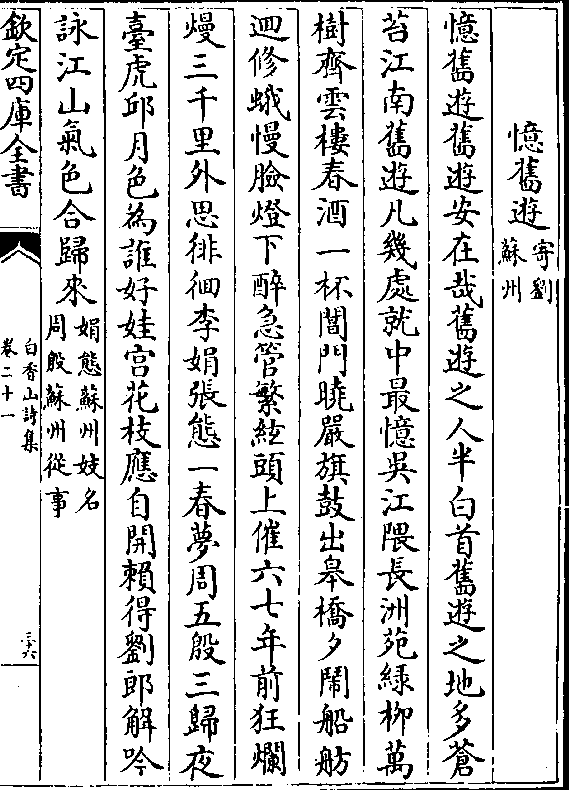 憶舊遊寄劉蘇州
憶舊遊舊遊安在哉舊遊之人半白首舊遊之地多蒼
苔江南舊遊凡幾處就中最憶吳江隈長洲苑綠柳萬
樹齊雲樓春酒一杯閶門曉嚴旗鼓出皋橋夕鬧船舫
迴修蛾慢臉燈下醉急管繁絃頭上催六七年前狂爛
熳三千里外思徘徊李娟張態一春夢周五殷三歸夜
臺虎邱月色為誰好娃宫花枝應自開賴得劉郎解吟
詠江山氣色合歸來娟態蘇州妓名周殷蘇州從事
欽定四庫全書
白香山詩集
卷二十一
三六